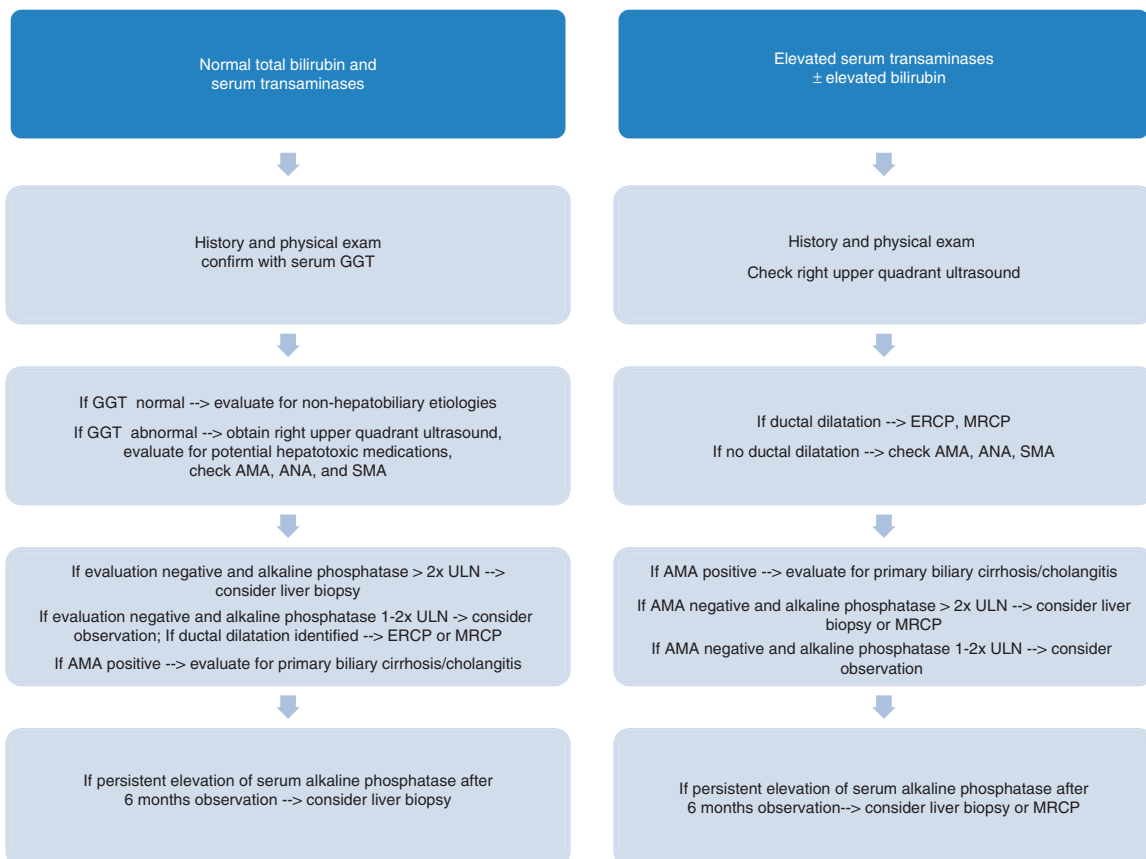 Normal total bilirubin and
serum transaminases
History and physical exam
confirm with serum GGT
If GGT normal --> evaluate for non-hepatobiliary etiologies
If GGT abnormal --> obtain right upper quadrant ultrasound,
evaluate for potential hepatotoxic medications,
check AMA, ANA, and SMA
If evaluation negative and alkaline phosphatase > 2x ULN -->
consider liver biopsy
If evaluation negative and alkaline phosphatase 1-2x ULN -> consider
observation; If ductal dilatation identified --> ERCP or MRCP
If AMA positive --> evaluate for primary biliary cirrhosis/cholangitis
If persistent elevation of serum alkaline phosphatase after
6 months observation --> consider liver biopsy
Elevated serum transaminases
± elevated bilirubin
History and physical exam
Check right upper quadrant ultrasound
If ductal dilatation --> ERCP, MRCP
If no ductal dilatation --> check AMA, ANA, SMA
If AMA positive --> evaluate for primary biliary cirrhosis/cholangitis
If AMA negative and alkaline phosphatase > 2x ULN --> consider liver
biopsy or MRCP
If AMA negative and alkaline phosphatase 1-2x ULN --> consider
observation
If persistent elevation of serum alkaline phosphatase after
6 months observation--> consider liver biopsy or MRCP